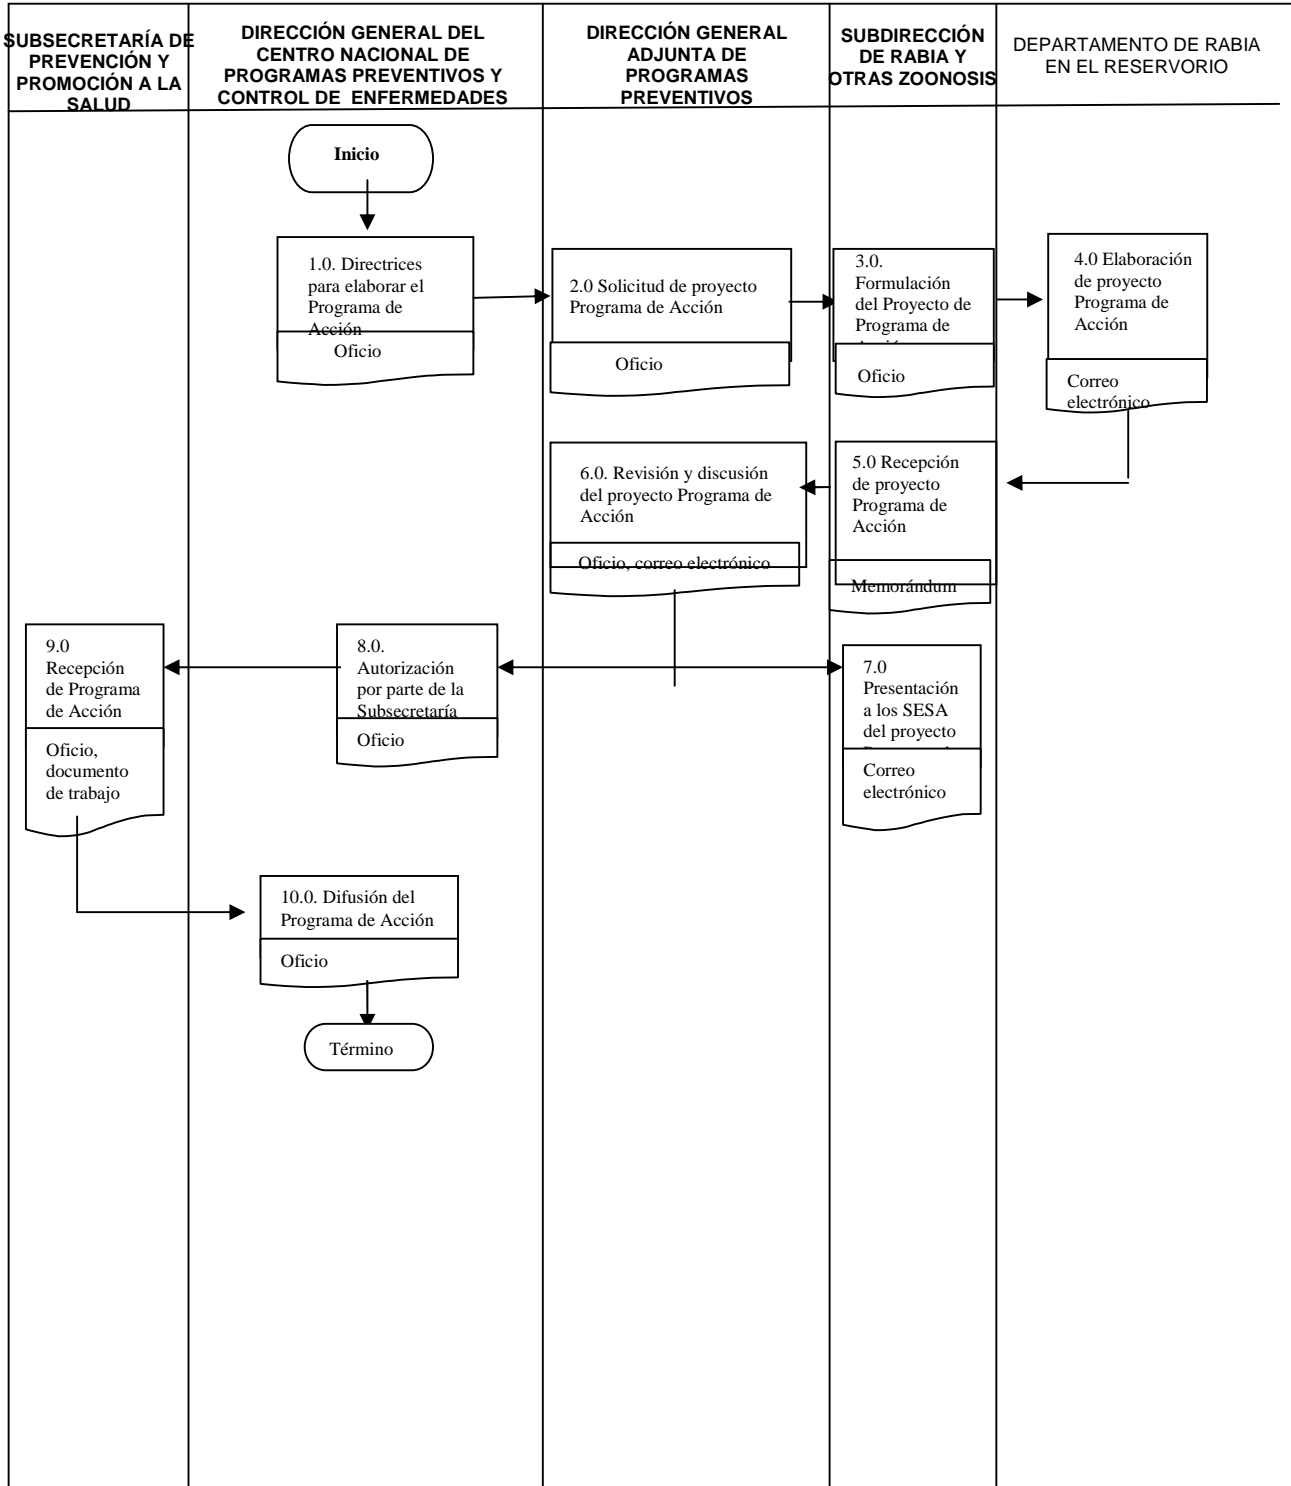 SUBSECRETARÍA DE
PREVENCIÓN Y
PROMOCIÓN A LA
SALUD
DIRECCIÓN GENERAL DEL
CENTRO NACIONAL DE
PROGRAMAS PREVENTIVOS Y
CONTROL DE ENFERMEDADES
DIRECCIÓN GENERAL
ADJUNTA DE
PROGRAMAS
PREVENTIVOS
SUBDIRECCIÓN
DE RABIA Y
OTRAS ZOONOSIS
DEPARTAMENTO DE RABIA
EN EL RESERVORIO
Inicio
1.0. Directrices
para elaborar el
Programa de
Acción
Oficio
2.0 Solicitud de proyecto
Programa de Acción
Oficio
3.0.
Formulación
del Proyecto de
Programa de
Oficio
4.0 Elaboración
de proyecto
Programa de
Acción
Correo
electrónico
6.0. Revisión y discusión
del proyecto Programa de
Acción
Oficio, correo electrónico
5.0 Recepción
de proyecto
Programa de
Acción
Memorándum
9.0
Recepción
de Programa
de Acción
Oficio,
documento
de trabajo
8.0.
Autorización
por parte de la
Subsecretaría
Oficio
7.0
Presentación
a los SESA
del proyecto
Correo
electrónico
10.0. Difusión del
Programa de Acción
Oficio
Término